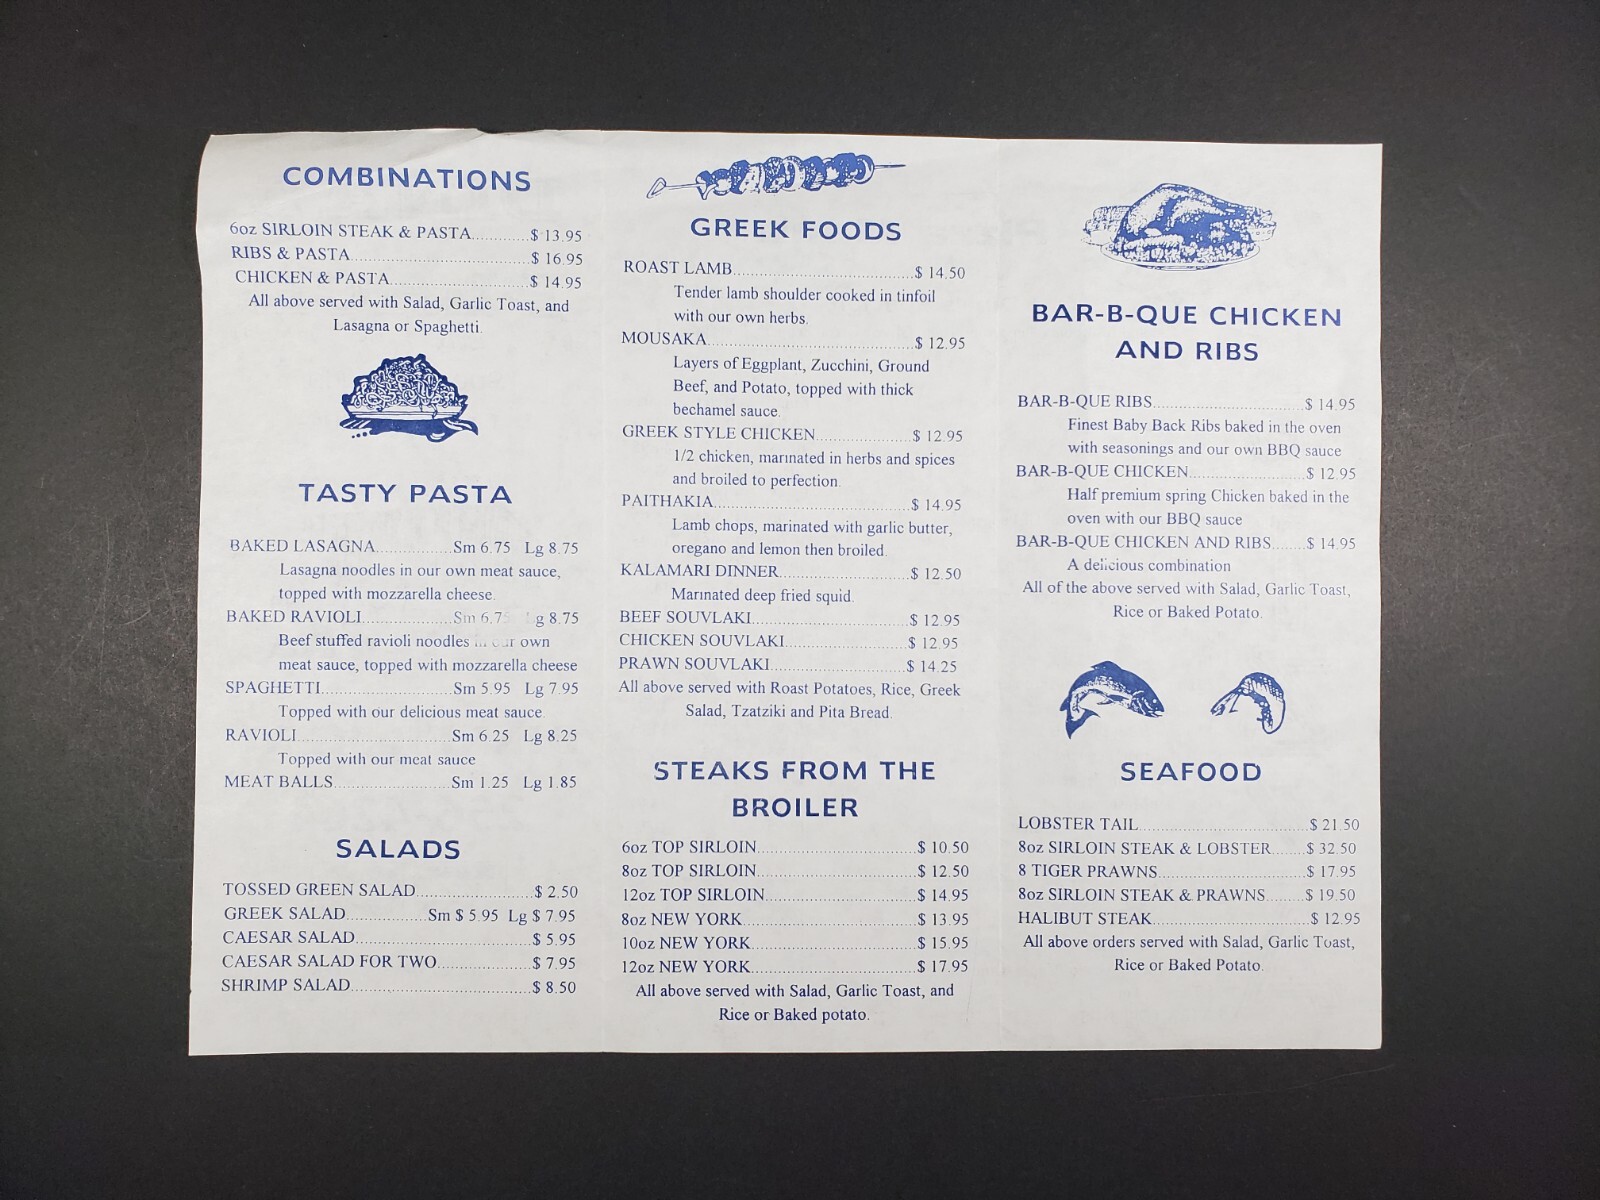 COMBINATIONS
6oz SIRLOIN STEAK & PASTA............$ 13.95
RIBS & PASTA......................................$ 16.95
CHICKEN & PASTA.............................$ 14.95
All above served with Salad, Garlic Toast, and
Lasagna or Spaghetti.
TASTY PASTA
BAKED LASAGNA................Sm 6.75 Lg 8.75
Lasagna noodles in our own meat sauce,
topped with mozzarella cheese.
BAKED RAVIOLI...................Sm 6.75 g 8.75
Beef stuffed ravioli noodles in our own
meat sauce, topped with mozzarella cheese
SPAGHETTI...........................Sm 5.95 Lg 7.95
Topped with our delicious meat sauce.
RAVIOLI................................Sm 6.25 Lg 8.25
Topped with our meat sauce
MEAT BALLS........................Sm 1.25 Lg 1.85
SALADS
TOSSED GREEN SALAD........................$ 2.50
GREEK SALAD................Sm $ 5.95 Lg $ 7.95
CAESAR SALAD....................................$ 5.95
CAESAR SALAD FOR TWO...................$ 7.95
SHRIMP SALAD.....................................$ 8.50
GREEK FOODS
ROAST LAMB.....................................$ 14.50
Tender lamb shoulder cooked in tinfoil
with our own herbs.
MOUSAKA..........................................$ 12.95
Layers of Eggplant, Zucchini, Ground
Beef, and Potato, topped with thick
bechamel sauce.
GREEK STYLE CHICKEN....................$ 12.95
1/2 chicken, marinated in herbs and spices
and broiled to perfection.
PAITHAKIA.........................................$ 14.95
Lamb chops, marinated with garlic butter,
oregano and lemon then broiled.
KALAMARI DINNER...........................$ 12.50
Marinated deep fried squid.
BEEF SOUVLAKI................................$ 12.95
CHICKEN SOUVLAKI.........................$ 12.95
PRAWN SOUVLAKI............................$ 14.25
All above served with Roast Potatoes, Rice, Greek
Salad, Tzatziki and Pita Bread.
STEAKS FROM THE
BROILER
6oz TOP SIRLOIN.................................$ 10.50
8oz TOP SIRLOIN.................................$ 12.50
12oz TOP SIRLOIN...............................$ 14.95
8oz NEW YORK....................................$ 13.95
10oz NEW YORK..................................$ 15.95
12oz NEW YORK..................................$ 17.95
All above served with Salad, Garlic Toast, and
Rice or Baked potato.
BAR-B-QUE CHICKEN
AND RIBS
BAR-B-QUE RIBS................................$ 14.95
Finest Baby Back Ribs baked in the oven
with seasonings and our own BBQ sauce
BAR-B-QUE CHICKEN........................$ 12.95
Half premium spring Chicken baked in the
oven with our BBQ sauce
BAR-B-QUE CHICKEN AND RIBS.......$ 14.95
A delicious combination
All of the above served with Salad, Garlic Toast,
Rice or Baked Potato.
SEAFOOD
LOBSTER TAIL...................................$ 21.50
8oz SIRLOIN STEAK & LOBSTER.......$ 32.50
8 TIGER PRAWNS...............................$ 17.95
8oz SIRLOIN STEAK & PRAWNS........$ 19.50
HALIBUT STEAK................................$ 12.95
All above orders served with Salad, Garlic Toast,
Rice or Baked Potato.